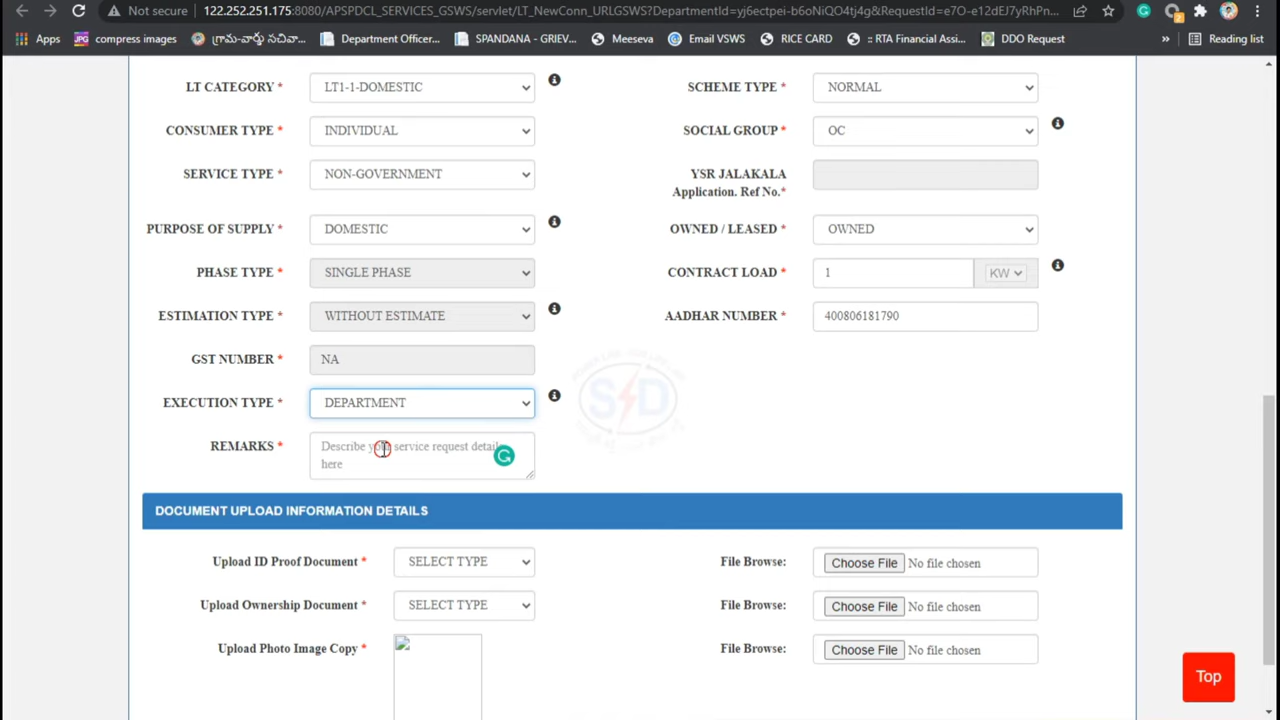 Not secure 122.252.251.175:8080/APSPDCL_SERVICES_GSWS/servlet/LT_NewConn_URLGSWS?DepartmentId=yj6ectpei-b6oNiQO4tj4g&RequestId=e7O-e12dEJ7yRhPn...
Apps JPG compress images గ్రామ-వార్డు సచివా... Department Officer... SPANDANA - GRIEV... Meeseva Email VSWS RICE CARD :: RTA Financial Assi... DDO Request » Reading list
LT CATEGORY * LT1-1-DOMESTIC SCHEME TYPE * NORMAL
CONSUMER TYPE * INDIVIDUAL SOCIAL GROUP * OC
SERVICE TYPE * NON-GOVERNMENT YSR JALAKALA
Application. Ref No.*
PURPOSE OF SUPPLY * DOMESTIC OWNED / LEASED * OWNED
PHASE TYPE * SINGLE PHASE CONTRACT LOAD * 1 KW
ESTIMATION TYPE * WITHOUT ESTIMATE AADHAR NUMBER * 400806181790
GST NUMBER * NA
EXECUTION TYPE * DEPARTMENT
SD
REMARKS * Describe your service request details
here
DOCUMENT UPLOAD INFORMATION DETAILS
Upload ID Proof Document * SELECT TYPE File Browse: Choose File No file chosen
Upload Ownership Document * SELECT TYPE File Browse: Choose File No file chosen
Upload Photo Image Copy * File Browse: Choose File No file chosen
Top